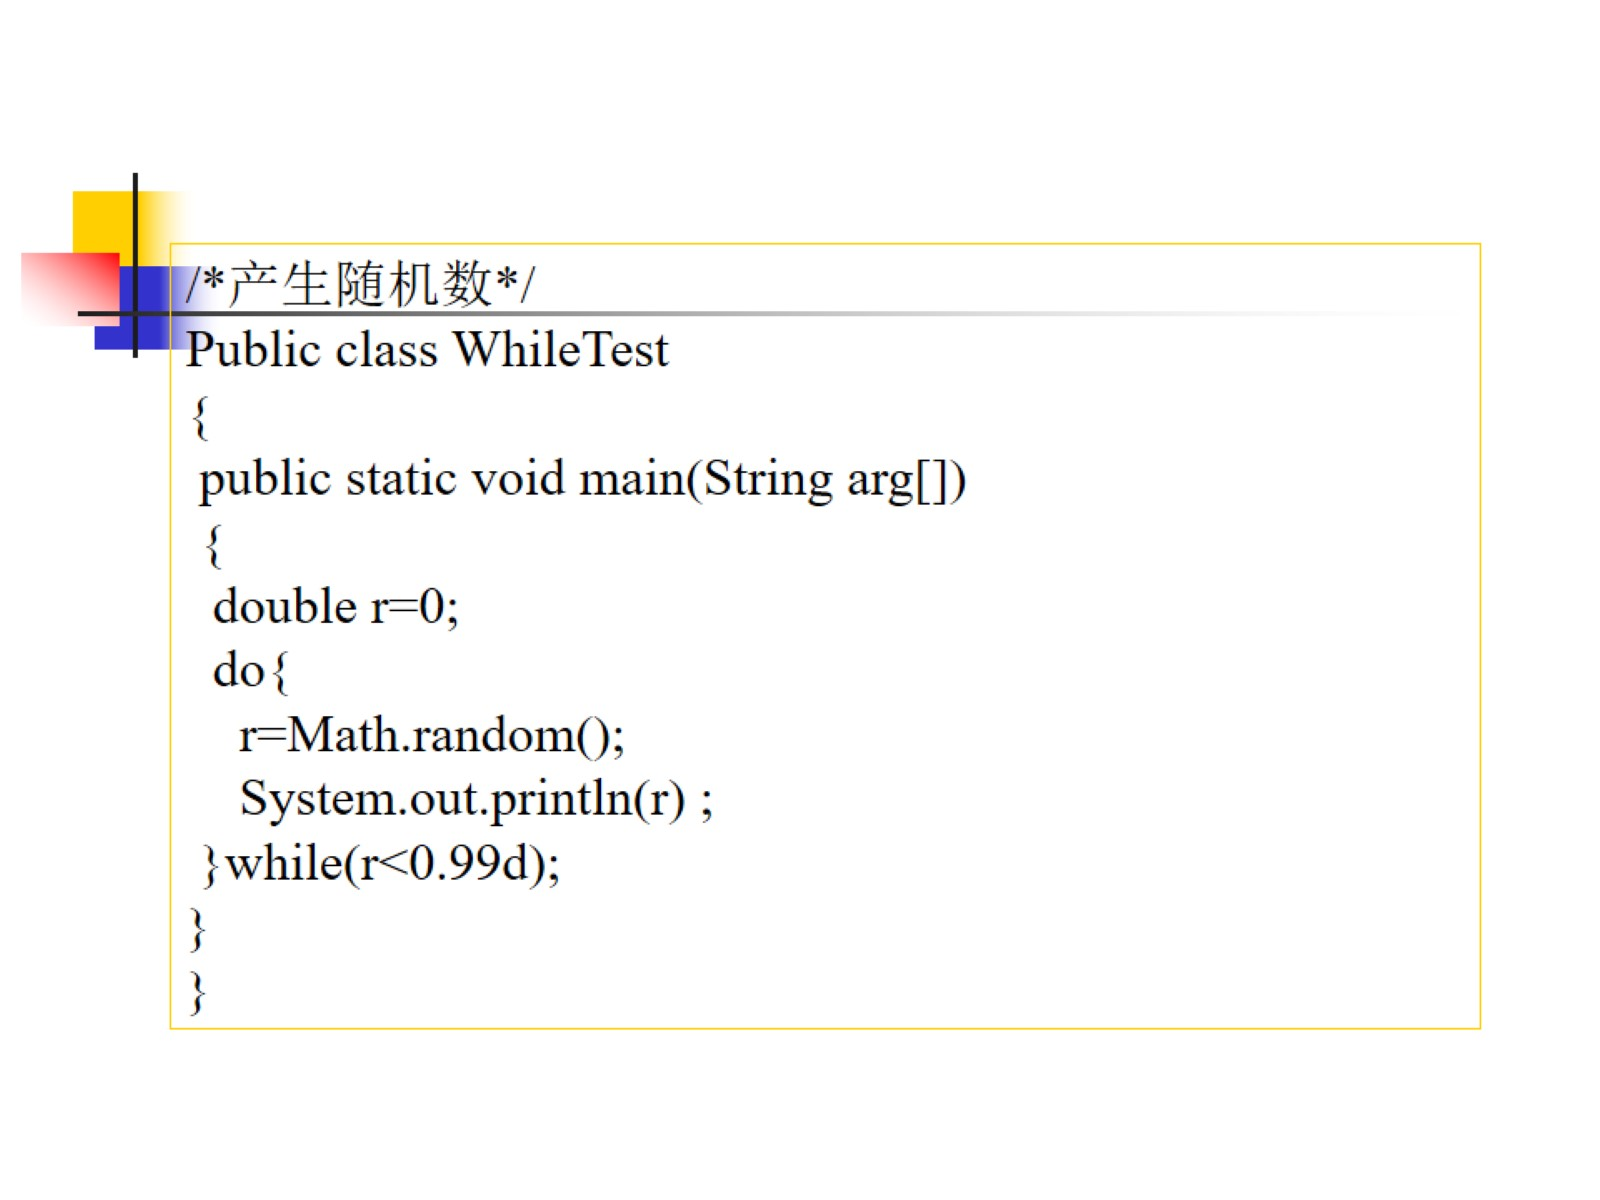 /*产生随机数*/
Public class WhileTest
{
public static void main(String arg[])
{
double r=0;
do{
r=Math.random();
System.out.println(r) ;
}while(r<0.99d);
}
}